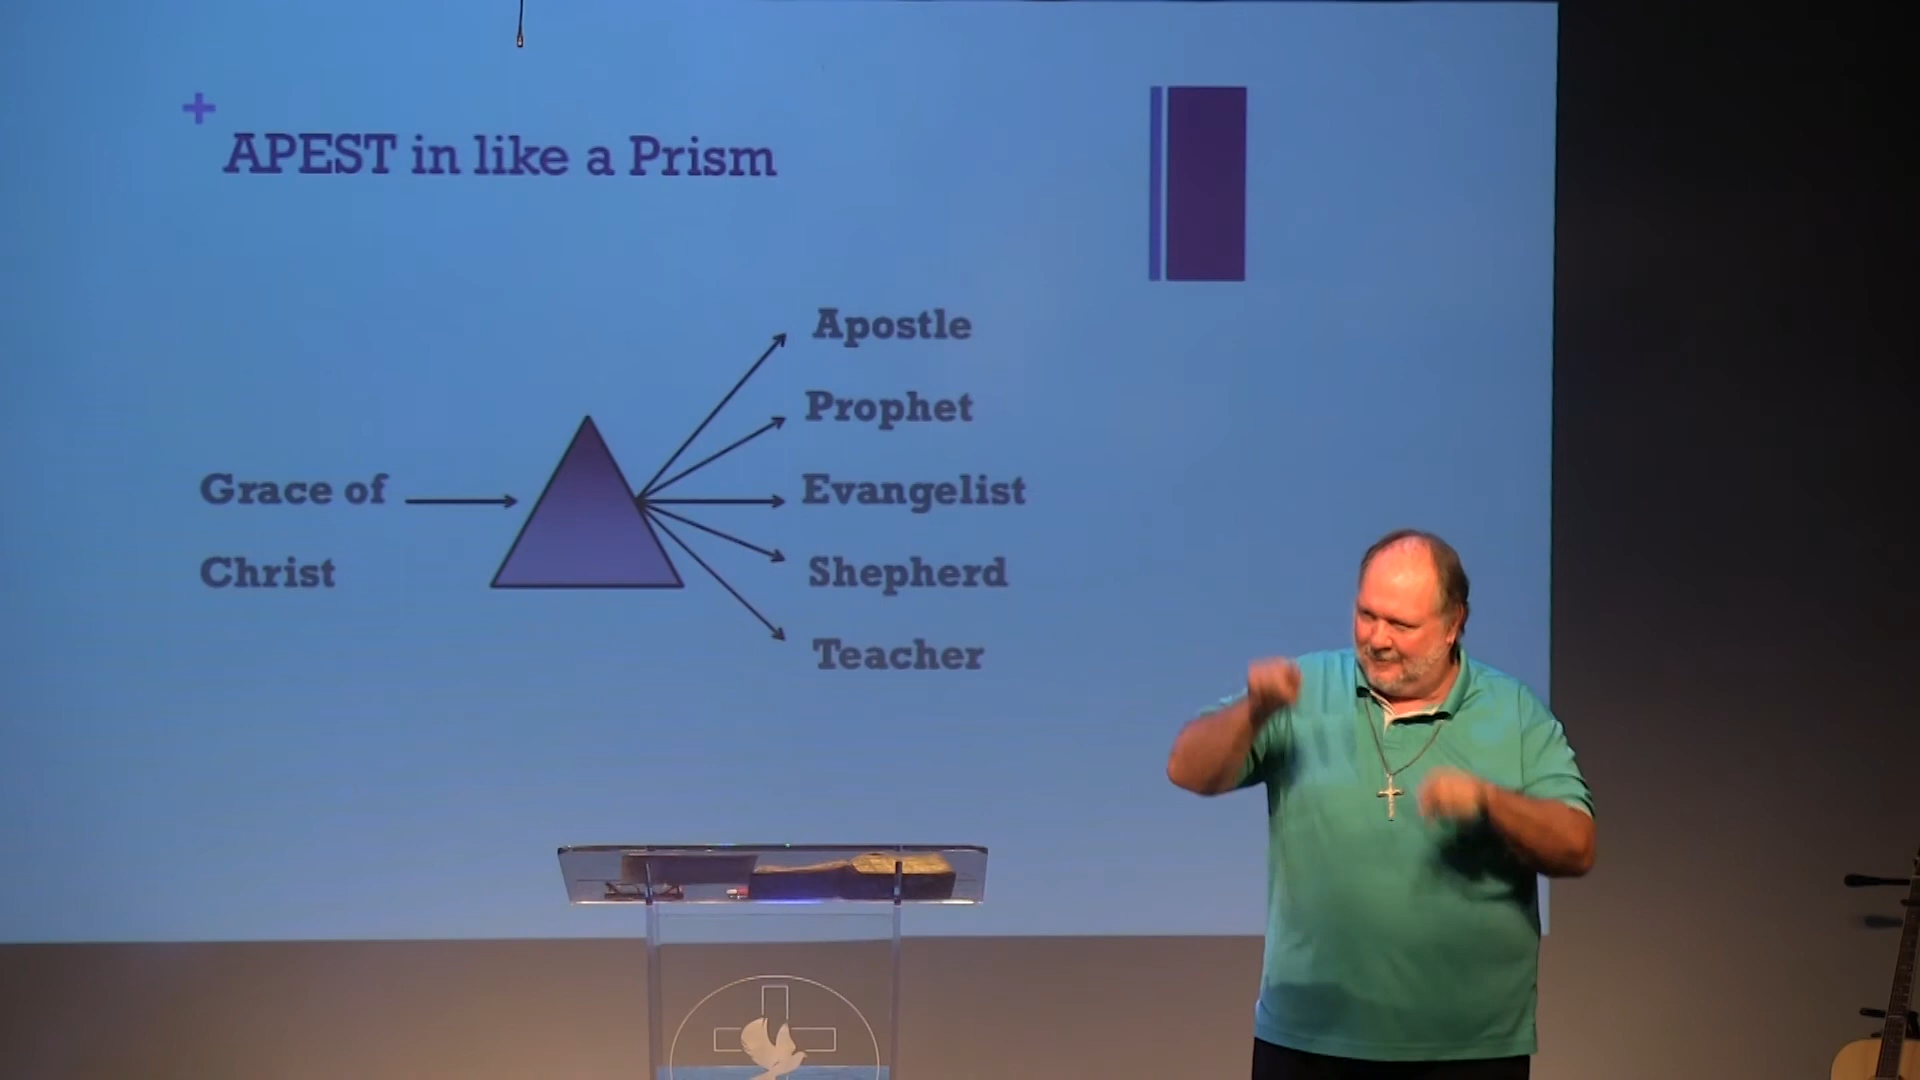 +
APEST in like a Prism
Apostle
Prophet
Grace of
Evangelist
Christ
Shepherd
Teacher